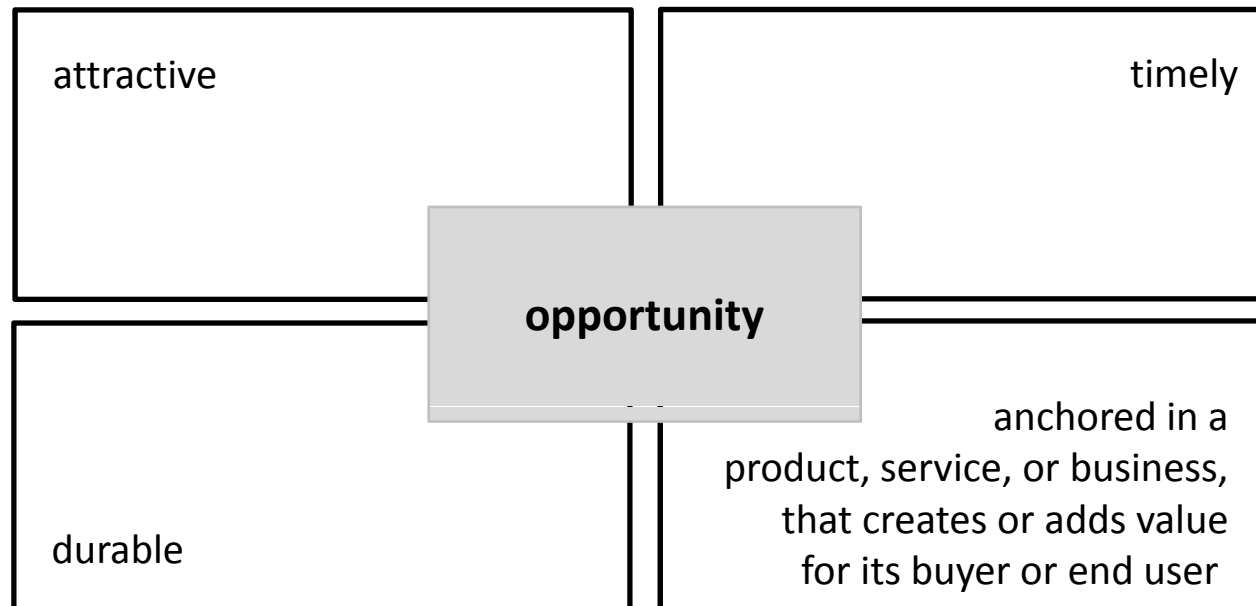 attractive
timely
opportunity
durable
anchored in a
product, service, or business,
that creates or adds value
for its buyer or end user